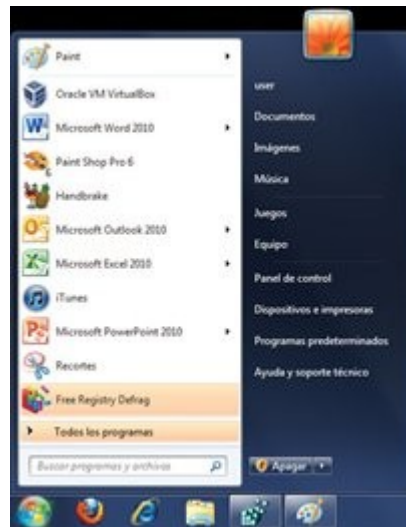 Paint
Oracle VM VirtualBox
Microsoft Word 2010
Paint Shop Pro 6
Handbrake
Microsoft Outlook 2010
Microsoft Excel 2010
iTunes
Microsoft PowerPoint 2010
Recortes
Free Registry Defrag
Todos los programas
Buscar programas y archivos
user
Documentos
Imágenes
Música
Juegos
Equipo
Panel de control
Dispositivos e impresoras
Programas predeterminados
Ayuda y soporte técnico
Apagar